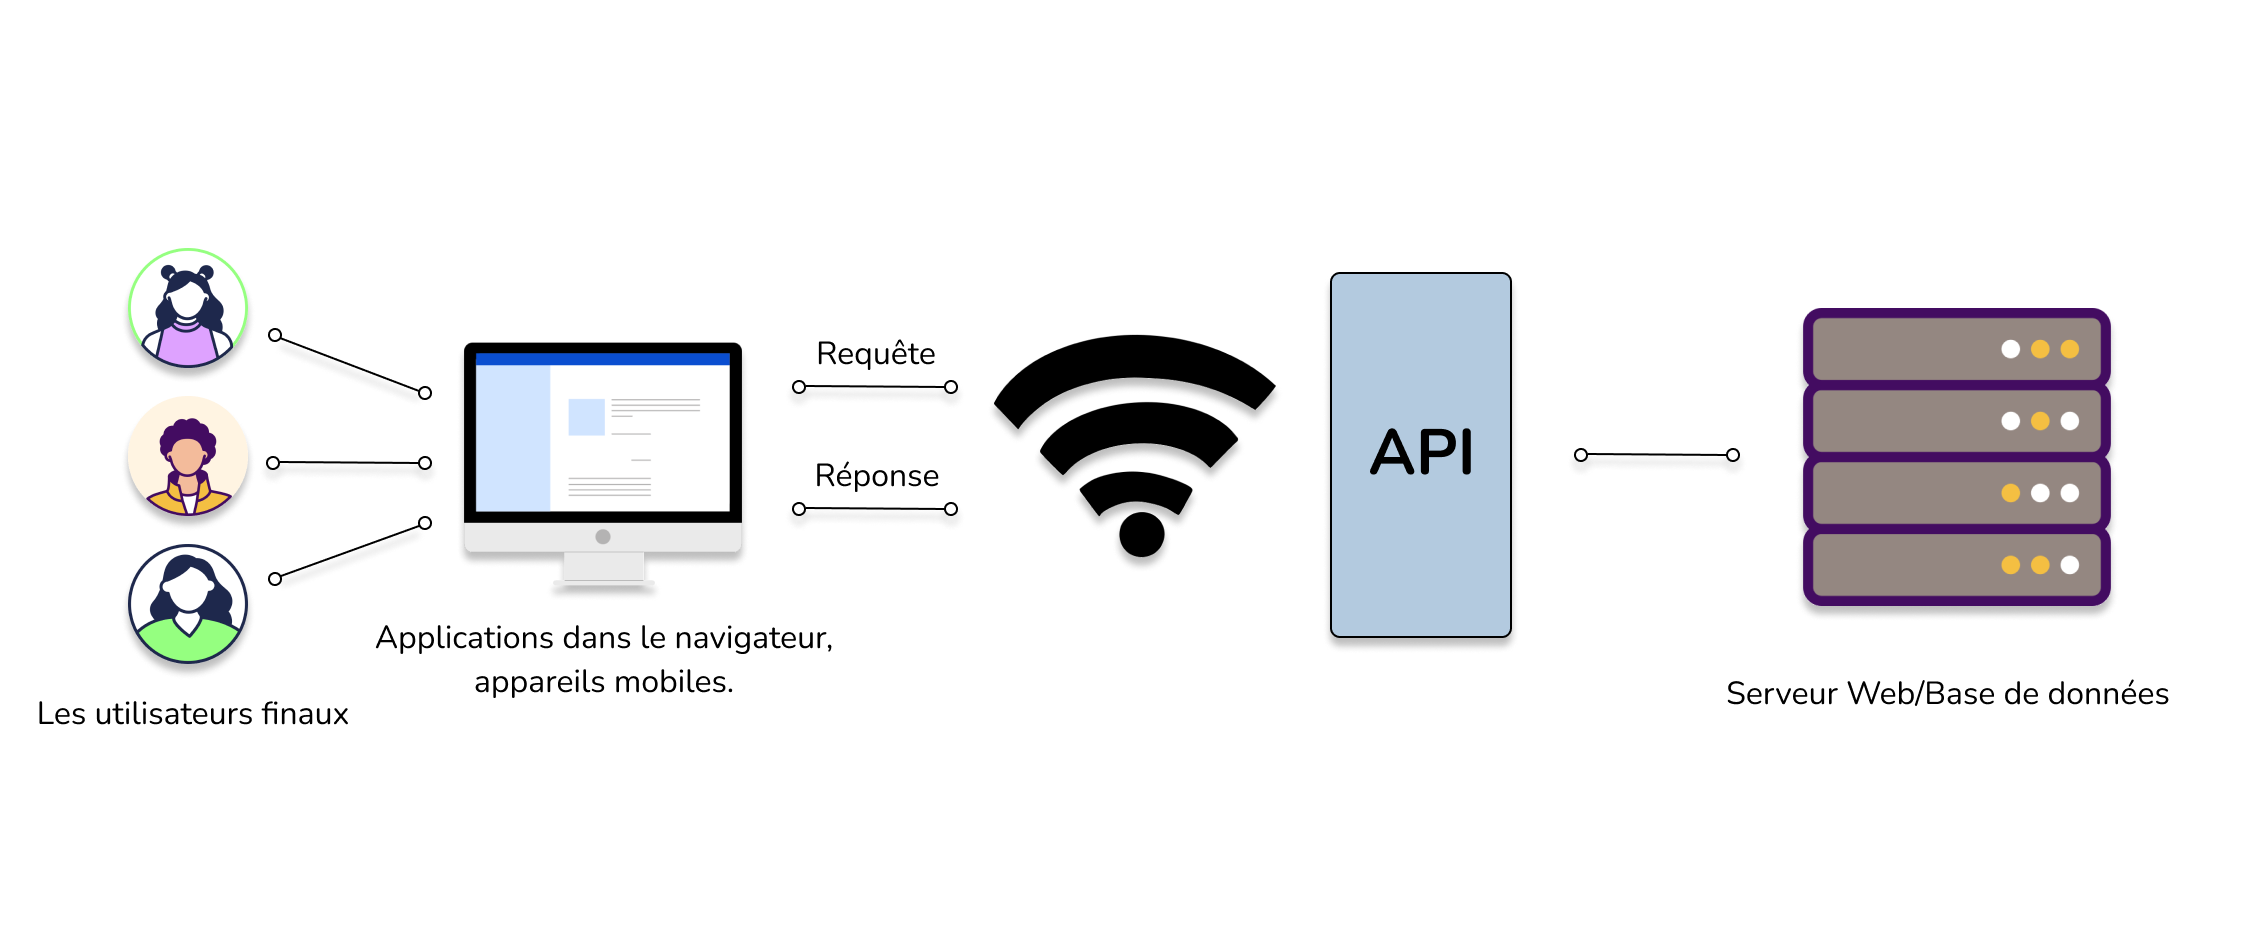 Les utilisateurs finaux
Applications dans le navigateur,
appareils mobiles.
Requête
Réponse
API
Serveur Web/Base de données